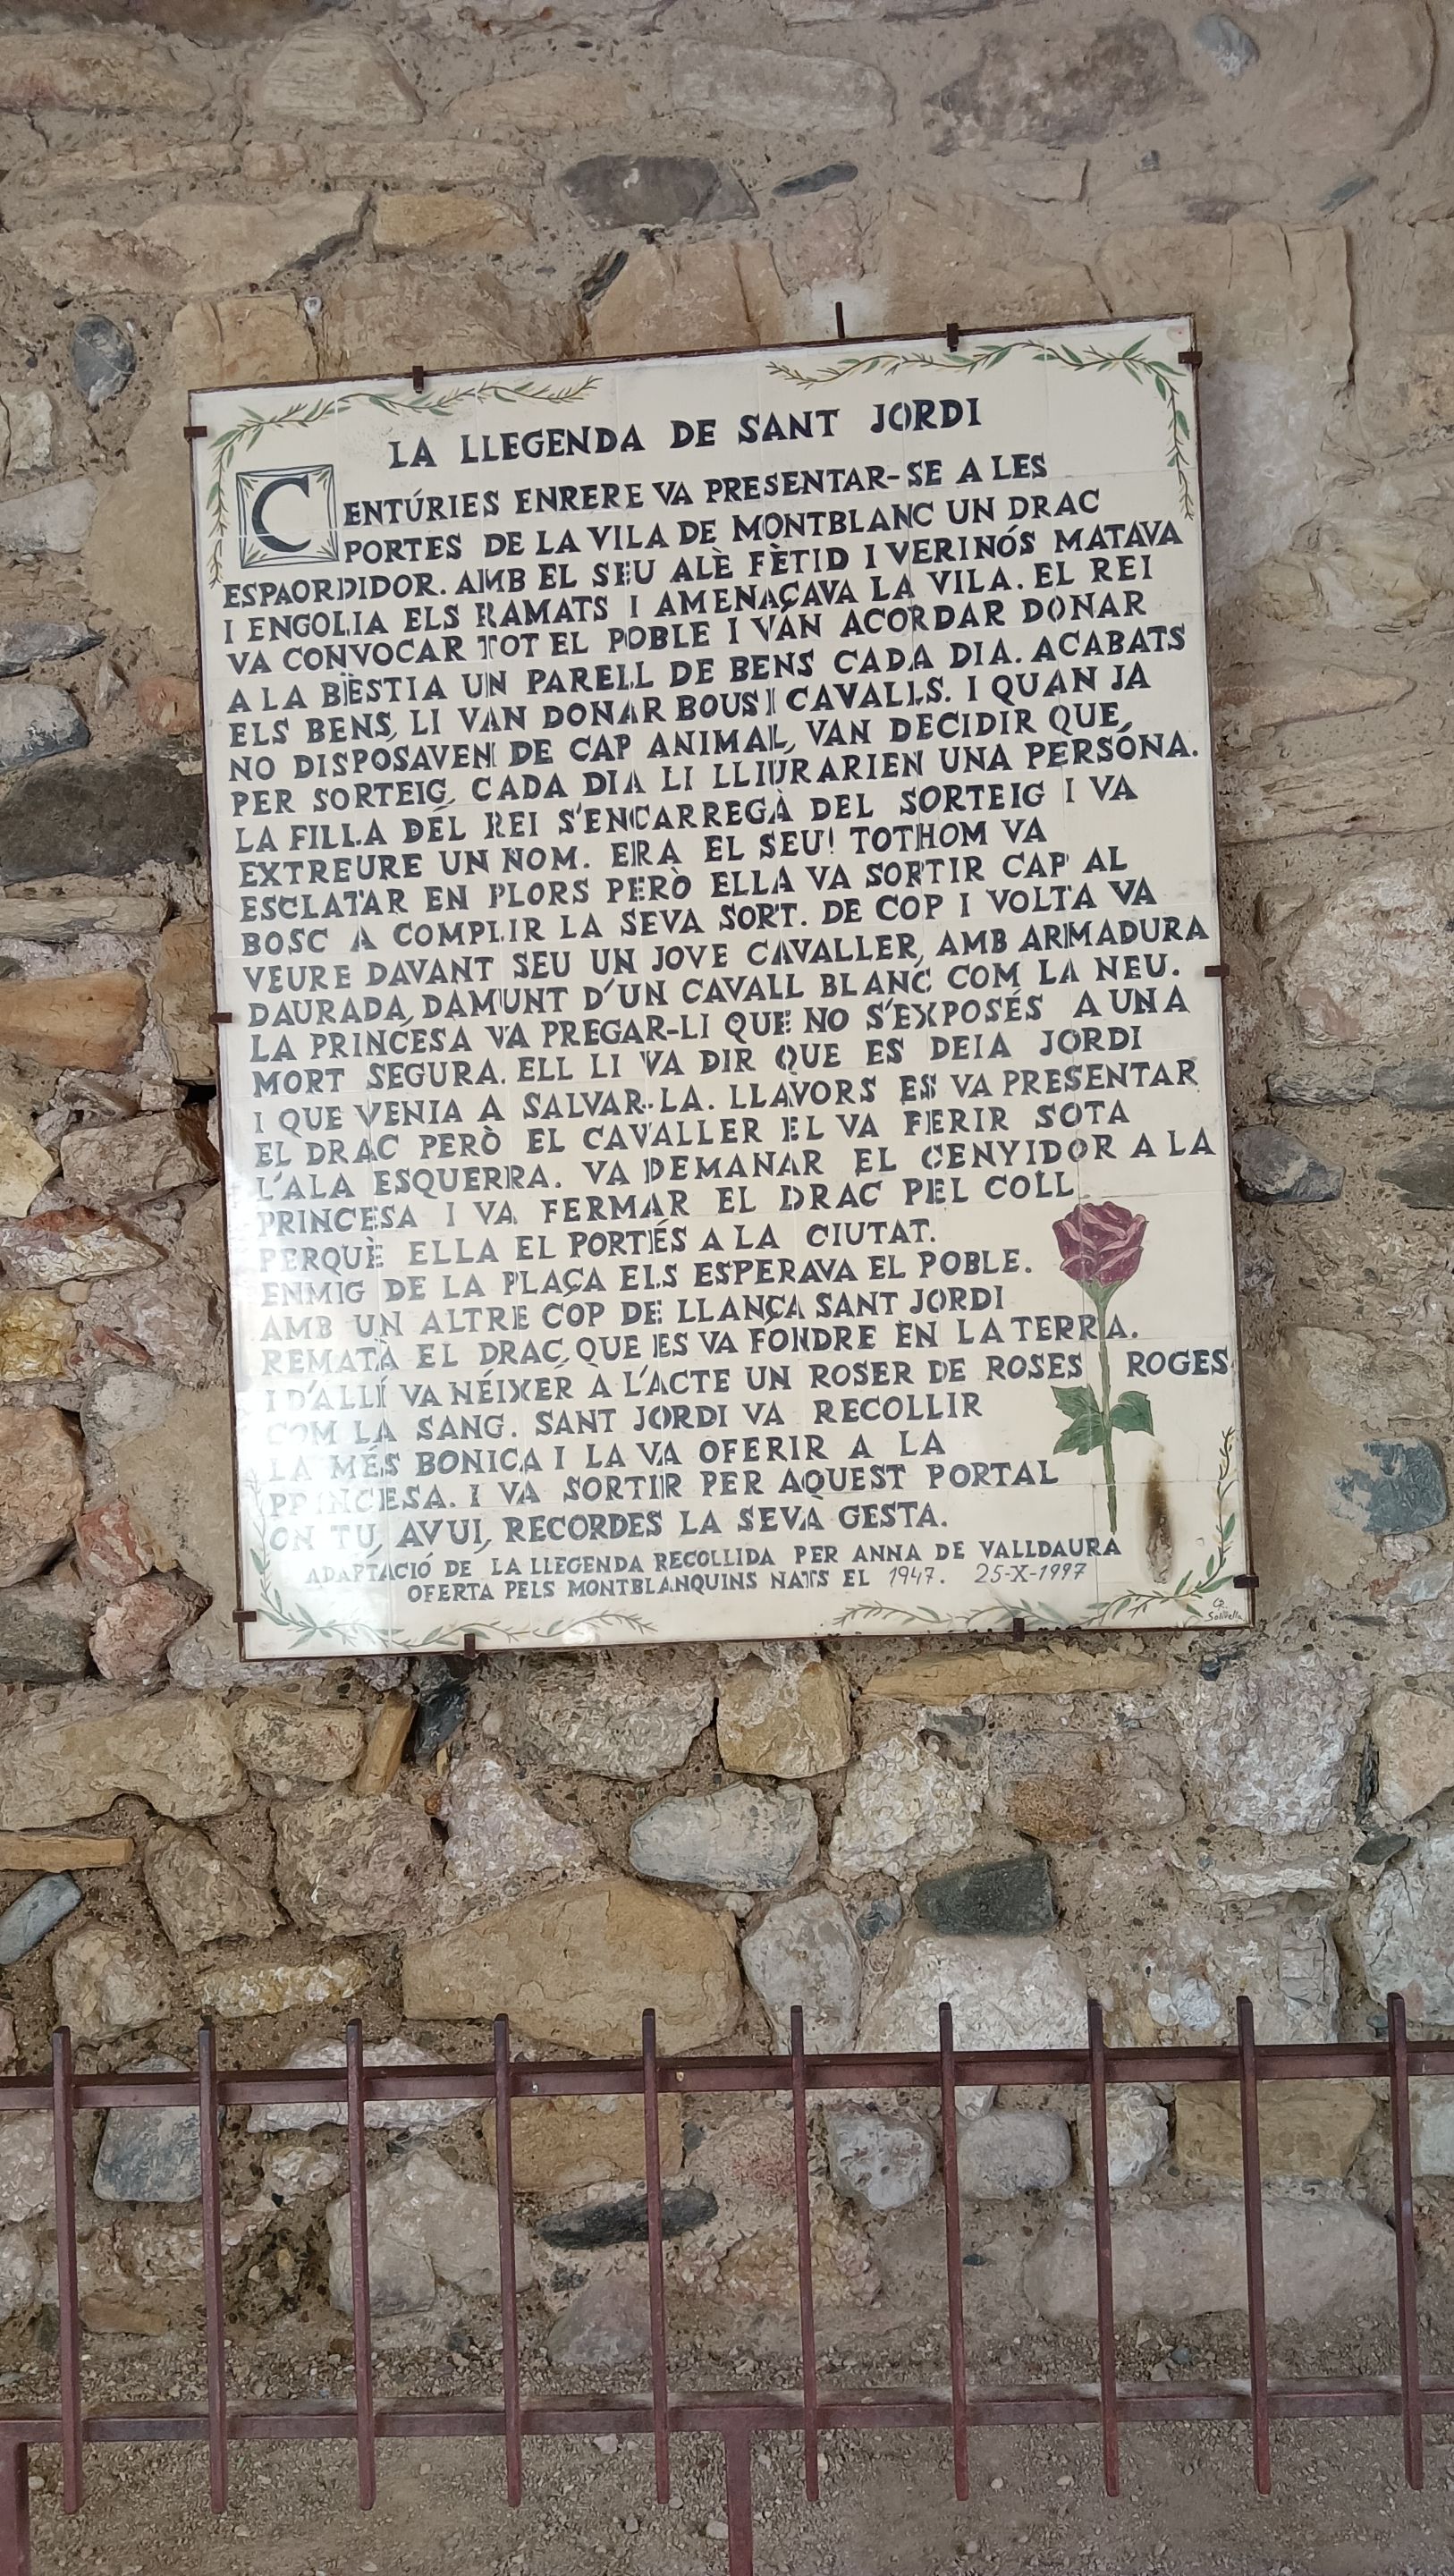 LA LLEGENDA DE SANT JORDI
CENTÚRIES ENRERE VA PRESENTAR-SE A LES
PORTES DE LA VILA DE MONTBLANC UN DRAC
ESPAORDIDOR. AMB EL SEU ALÈ FÈTID I VERINÓS MATAVA
I ENGOLIA ELS RAMATS I AMENAÇAVA LA VILA. EL REI
VA CONVOCAR TOT EL POBLE I VAN ACORDAR DONAR
A LA BÈSTIA UN PARELL DE BENS CADA DIA. ACABATS
ELS BENS, LI VAN DONAR BOUS I CAVALLS. I QUAN JA
NO DISPOSAVEN DE CAP ANIMAL, VAN DECIDIR QUE,
PER SORTEIG, CADA DIA LI LLIURARIEN UNA PERSONA.
LA FILLA DEL REI S'ENCARREGÀ DEL SORTEIG I VA
EXTREURE UN NOM. ERA EL SEU! TOTHOM VA
ESCLATAR EN PLORS PERÒ ELLA VA SORTIR CAP AL
BOSC A COMPLIR LA SEVA SORT. DE COP I VOLTA VA
VEURE DAVANT SEU UN JOVE CAVALLER, AMB ARMADURA
DAURADA, DAMUNT D'UN CAVALL BLANC COM LA NEU.
LA PRINCESA VA PREGAR-LI QUE NO S'EXPOSÉS A UNA
MORT SEGURA. ELL LI VA DIR QUE ES DEIA JORDI
I QUE VENIA A SALVAR-LA. LLAVORS ES VA PRESENTAR
EL DRAC PERÒ EL CAVALLER EL VA FERIR SOTA
L'ALA ESQUERRA. VA DEMANAR EL CENYIDOR A LA
PRINCESA I VA FERMAR EL DRAC PEL COLL
PERQUÈ ELLA EL PORTÉS A LA CIUTAT.
ENMIG DE LA PLAÇA ELS ESPERAVA EL POBLE.
AMB UN ALTRE COP DE LLANÇA SANT JORDI
REMATÀ EL DRAC, QUE ES VA FONDRE EN LA TERRA.
I D'ALLÍ VA NÉIXER A L'ACTE UN ROSER DE ROSES ROGES
COM LA SANG. SANT JORDI VA RECOLLIR
LA MÉS BONICA I LA VA OFERIR A LA
PRINCESA. I VA SORTIR PER AQUEST PORTAL
ON TU, AVUI, RECORDES LA SEVA GESTA.
ADAPTACIÓ DE LA LLEGENDA RECOLLIDA PER ANNA DE VALLDAURA
OFERTA PELS MONTBLANQUINS NATS EL 1947. 25-X-1997
Solivella